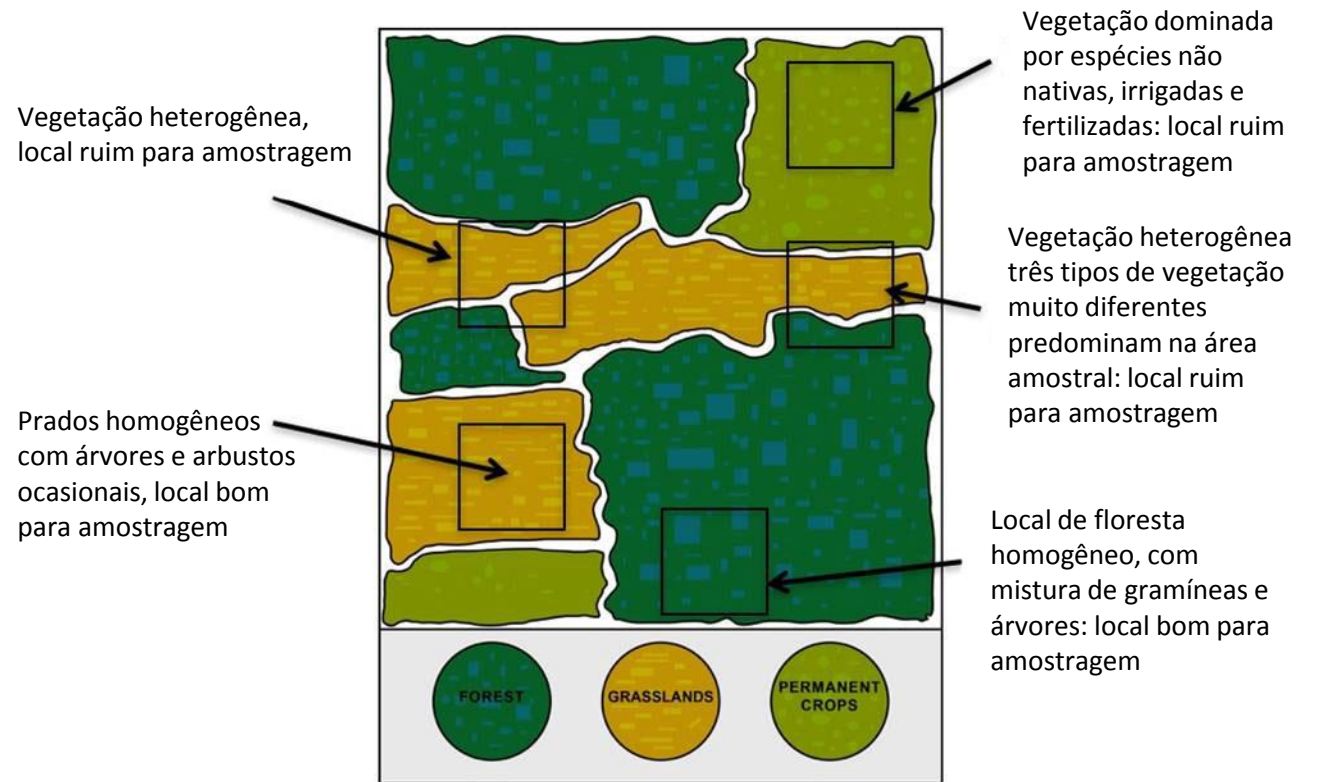 Vegetação heterogênea,
local ruim para amostragem
Prados homogêneos
com árvores e arbustos
ocasionais, local bom
para amostragem
Vegetação dominada
por espécies não
nativas, irrigadas e
fertilizadas: local ruim
para amostragem
Vegetação heterogênea
três tipos de vegetação
muito diferentes
predominam na área
amostral: local ruim
para amostragem
Local de floresta
homogêneo, com
mistura de gramíneas e
árvores: local bom para
amostragem
FOREST
GRASSLANDS
PERMANENT
CROPS